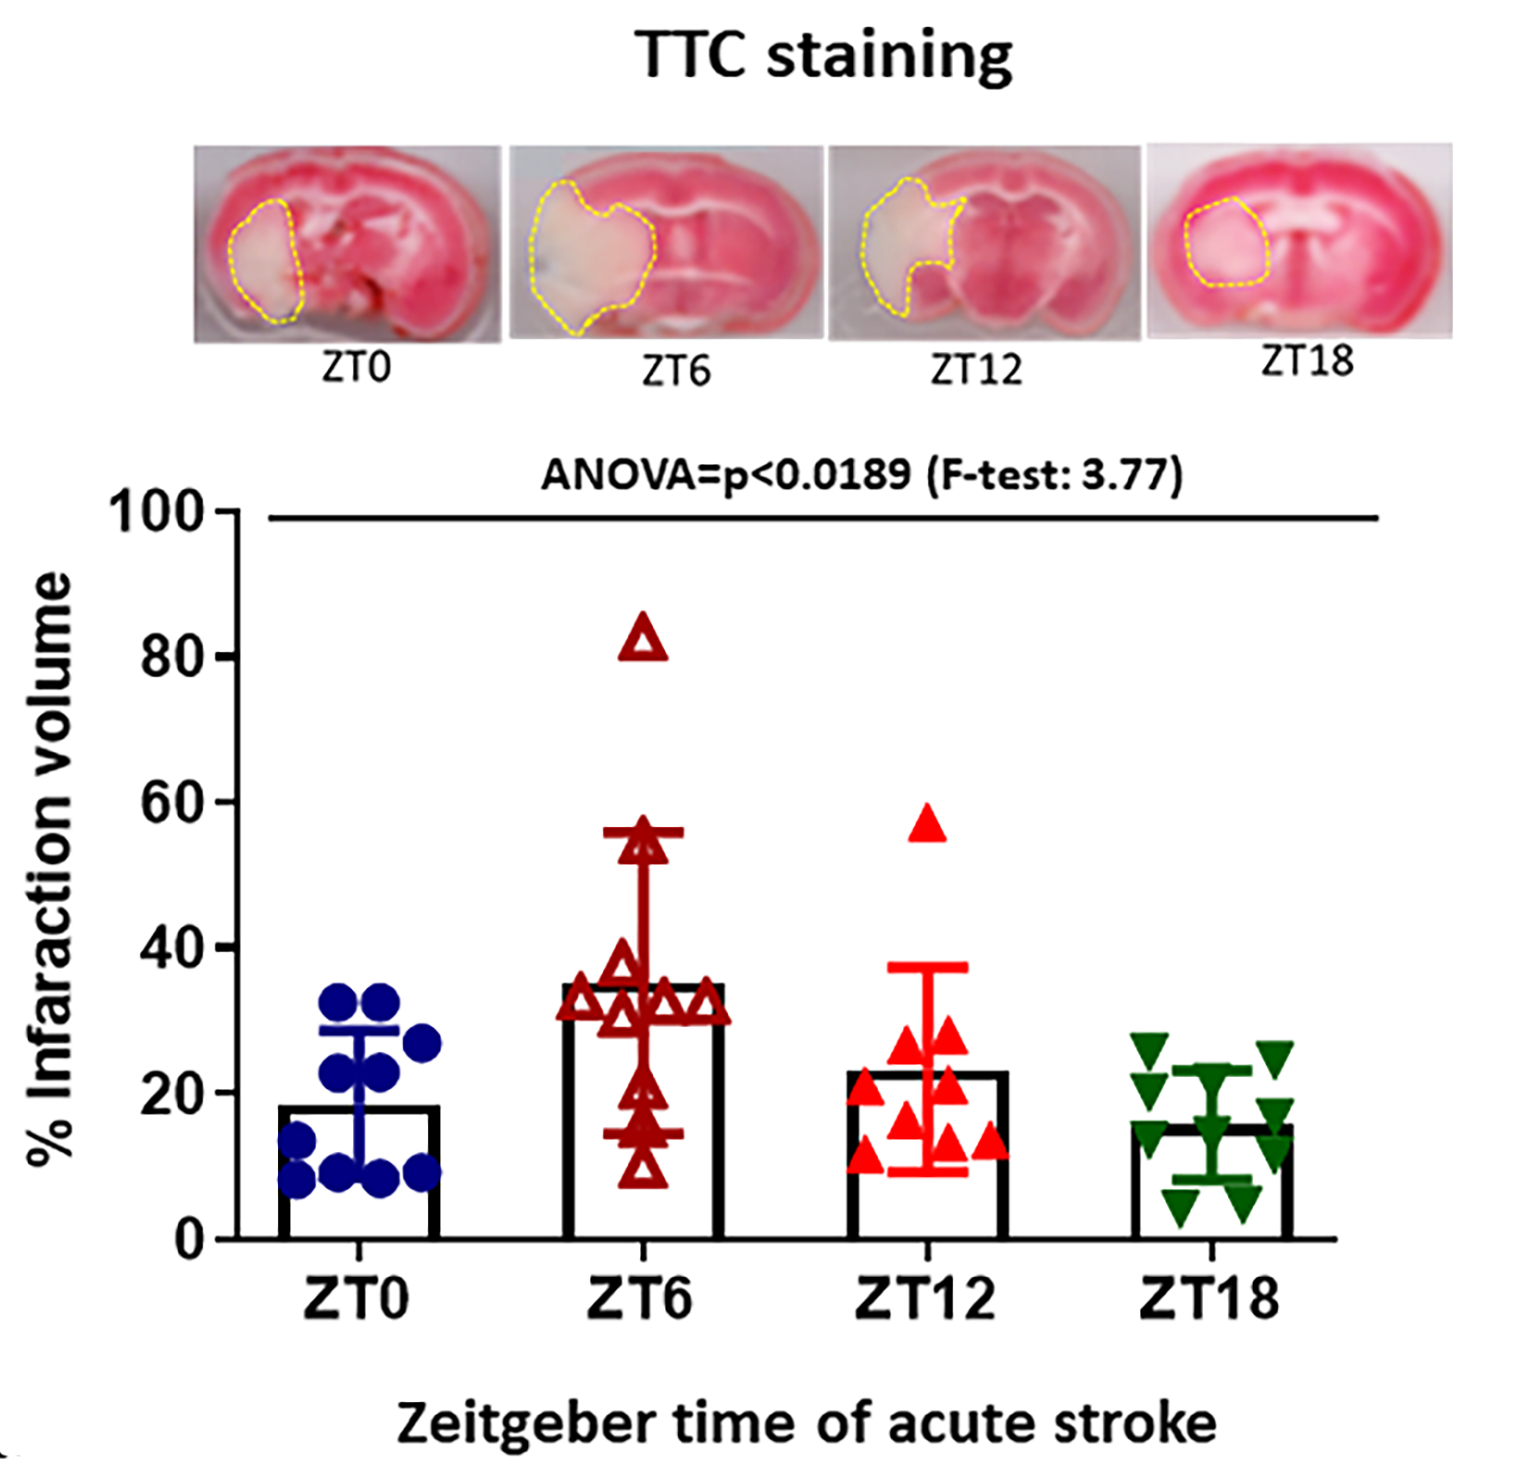 TTC staining
ZT0
ZT6
ZT12
ZT18
ANOVA=p<0.0189 (F-test: 3.77)
100
80
60
40
20
0
% Infaraction volume
ZT0
ZT6
ZT12
ZT18
Zeitgeber time of acute stroke